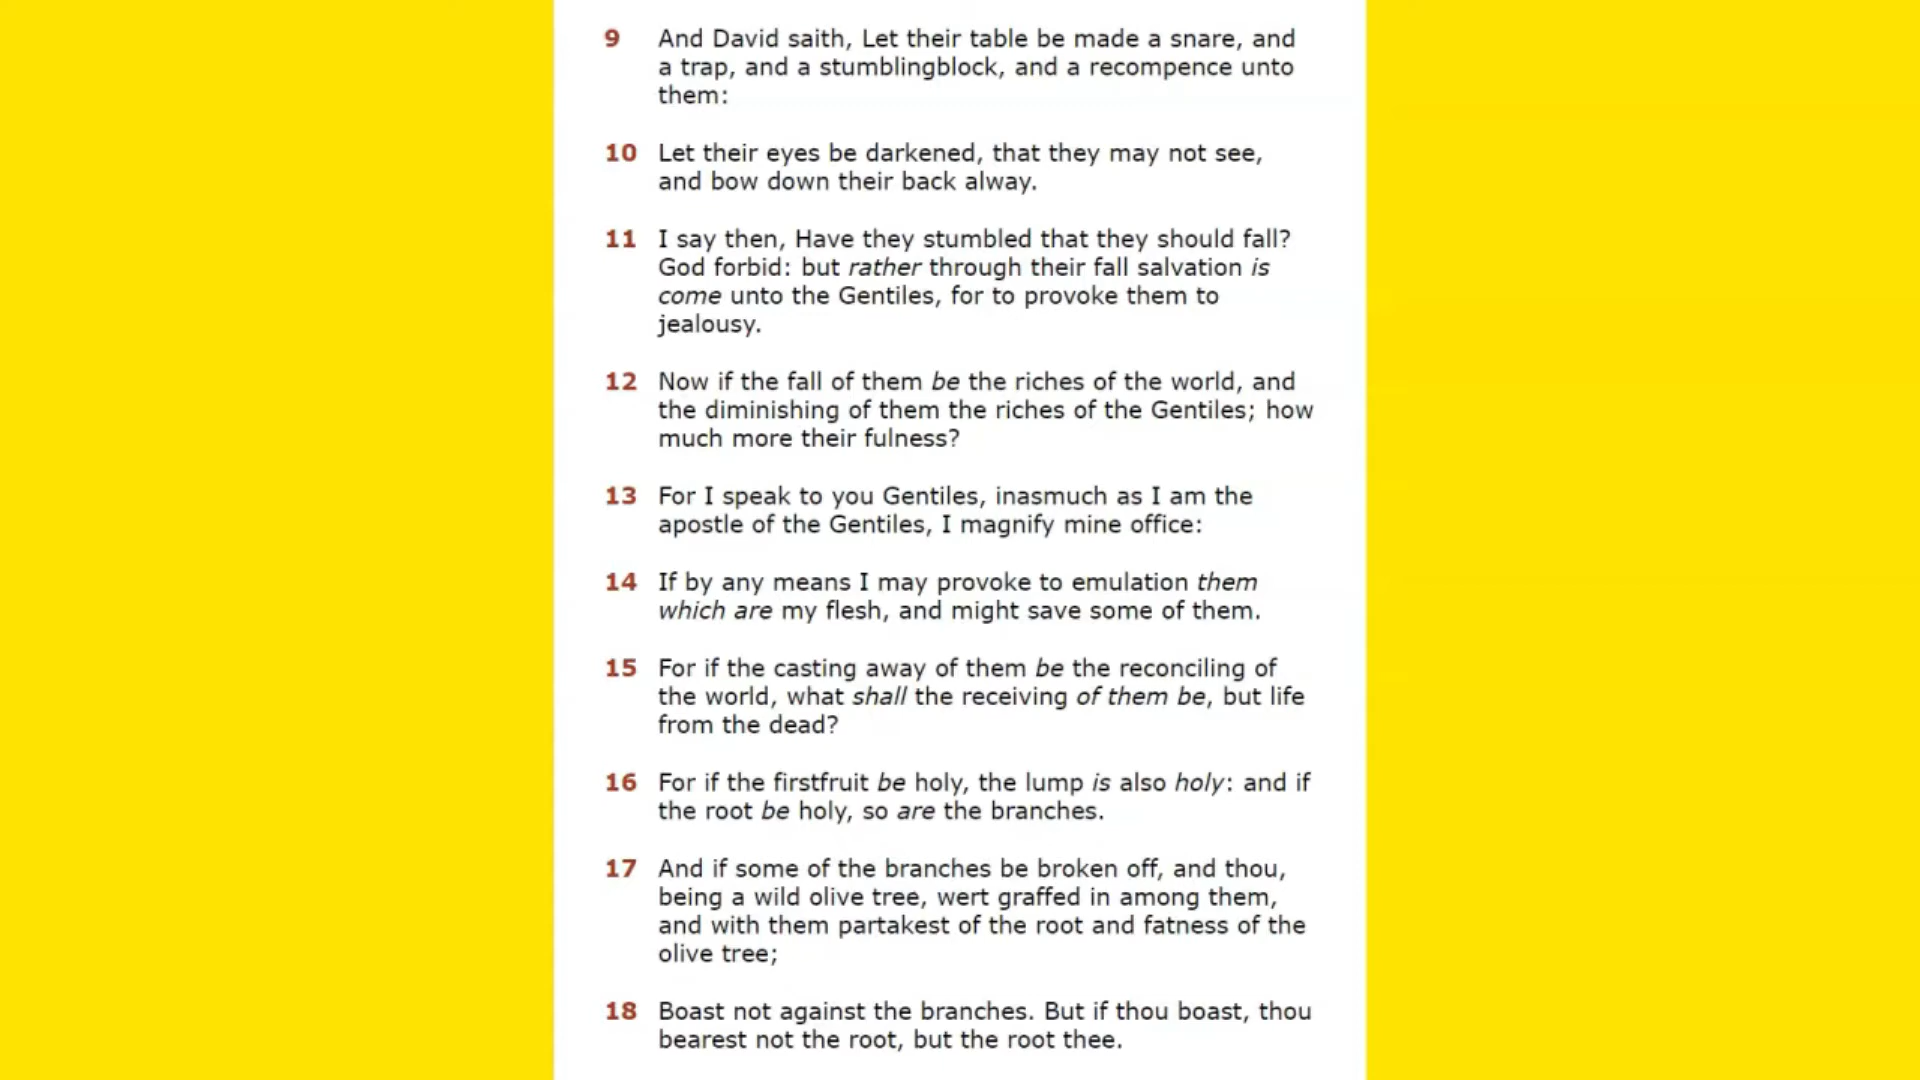 9 And David saith, Let their table be made a snare, and
a trap, and a stumblingblock, and a recompence unto
them:
10 Let their eyes be darkened, that they may not see,
and bow down their back alway.
11 I say then, Have they stumbled that they should fall?
God forbid: but rather through their fall salvation is
come unto the Gentiles, for to provoke them to
jealousy.
12 Now if the fall of them be the riches of the world, and
the diminishing of them the riches of the Gentiles; how
much more their fulness?
13 For I speak to you Gentiles, inasmuch as I am the
apostle of the Gentiles, I magnify mine office:
14 If by any means I may provoke to emulation them
which are my flesh, and might save some of them.
15 For if the casting away of them be the reconciling of
the world, what shall the receiving of them be, but life
from the dead?
16 For if the firstfruit be holy, the lump is also holy: and if
the root be holy, so are the branches.
17 And if some of the branches be broken off, and thou,
being a wild olive tree, wert graffed in among them,
and with them partakest of the root and fatness of the
olive tree;
18 Boast not against the branches. But if thou boast, thou
bearest not the root, but the root thee.